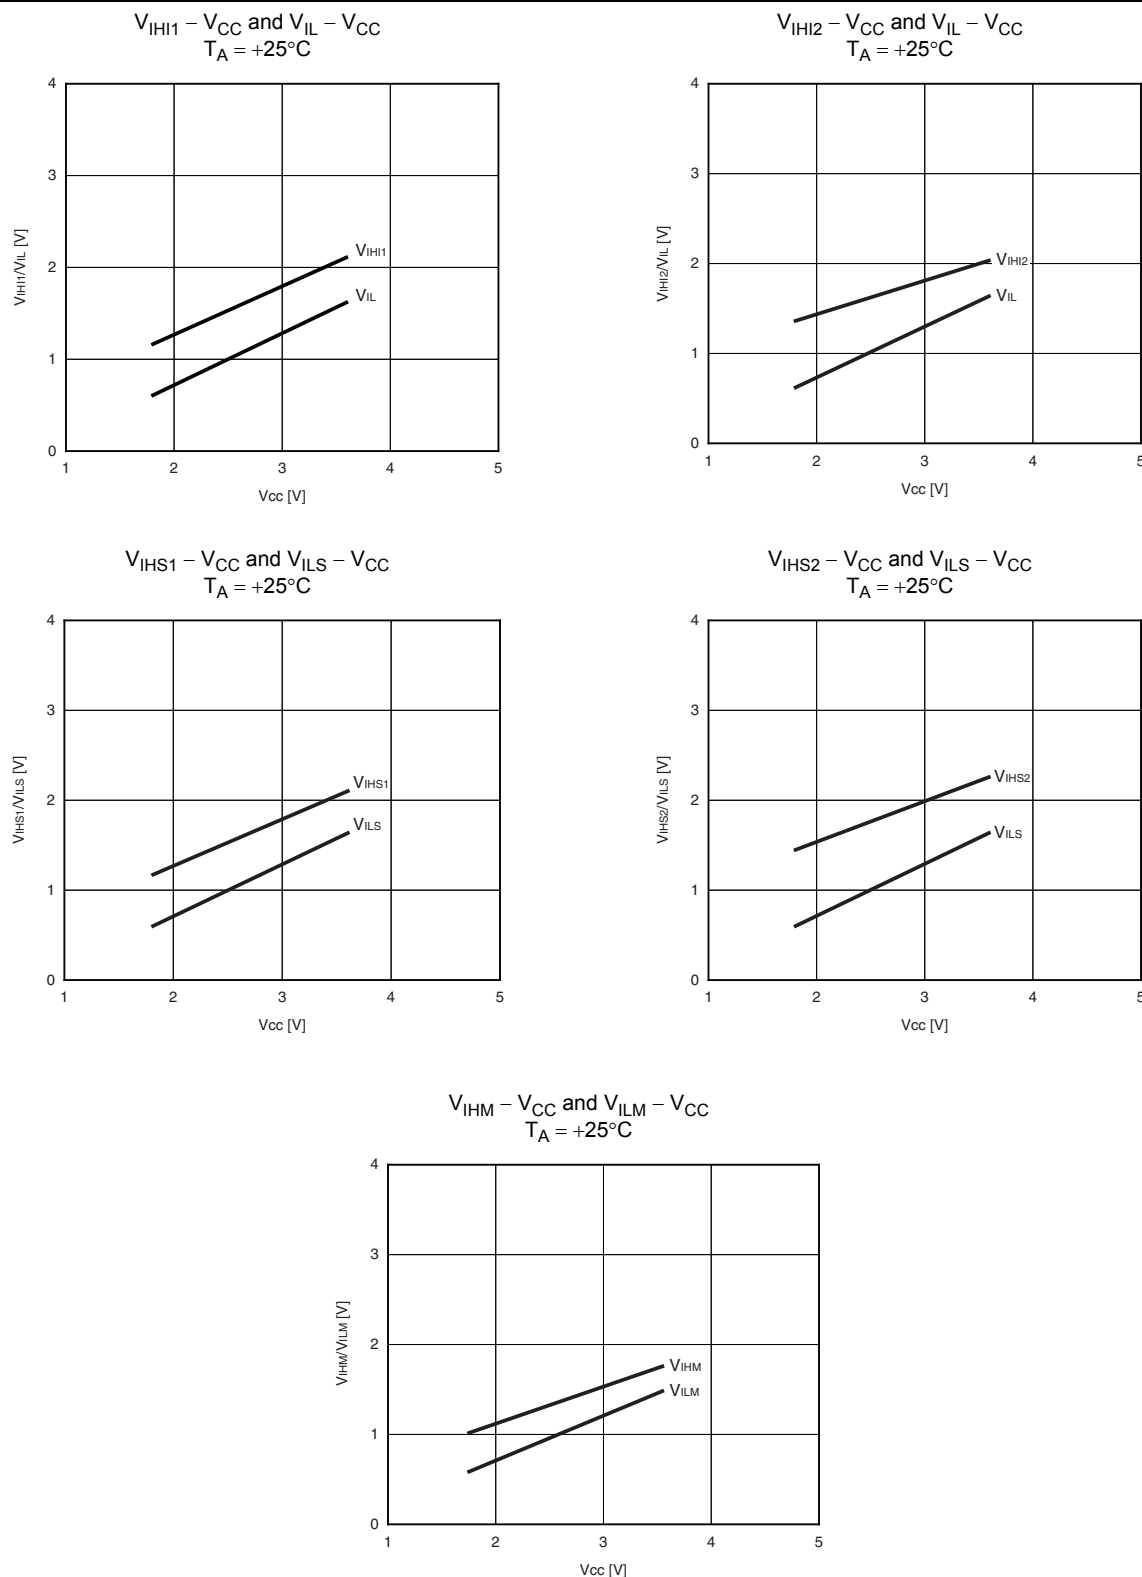 VIHI1 − VCC and VIL − VCC
TA = +25°C
4
3
2
1
0
1
2
3
4
5
VIHI1/VIL [V]
VIHI1
VIL
Vcc [V]
VIHI2 − VCC and VIL − VCC
TA = +25°C
4
3
2
1
0
1
2
3
4
5
VIHI2/VIL [V]
VIHI2
VIL
Vcc [V]
VIHS1 − VCC and VILS − VCC
TA = +25°C
4
3
2
1
0
1
2
3
4
5
VIHS1/VILS [V]
VIHS1
VILS
Vcc [V]
VIHS2 − VCC and VILS − VCC
TA = +25°C
4
3
2
1
0
1
2
3
4
5
VIHS2/VILS [V]
VIHS2
VILS
Vcc [V]
VIHM − VCC and VILM − VCC
TA = +25°C
4
3
2
1
0
1
2
3
4
5
VIHM/VILM [V]
VIHM
VILM
Vcc [V]